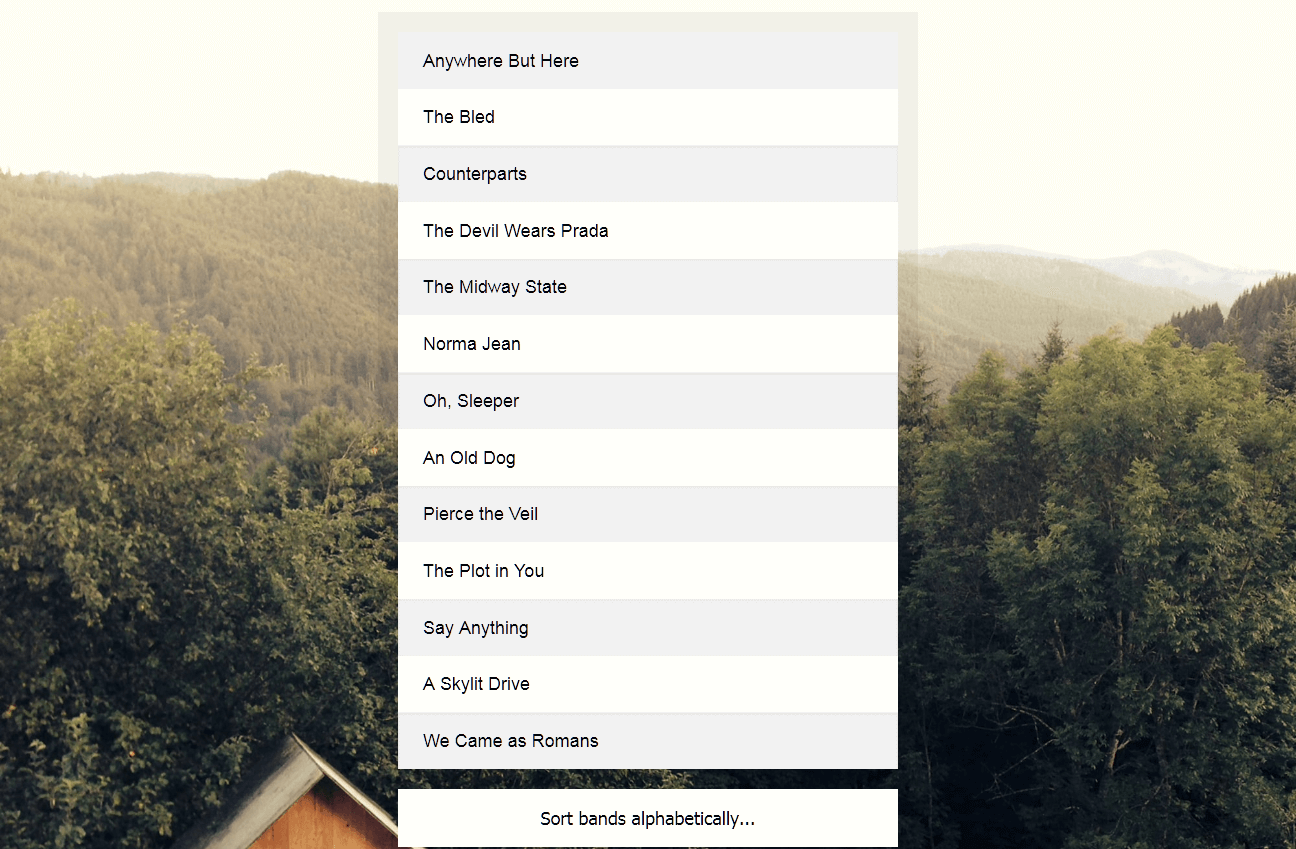 Anywhere But Here
The Bled
Counterparts
The Devil Wears Prada
The Midway State
Norma Jean
Oh, Sleeper
An Old Dog
Pierce the Veil
The Plot in You
Say Anything
A Skylit Drive
We Came as Romans
Sort bands alphabetically...